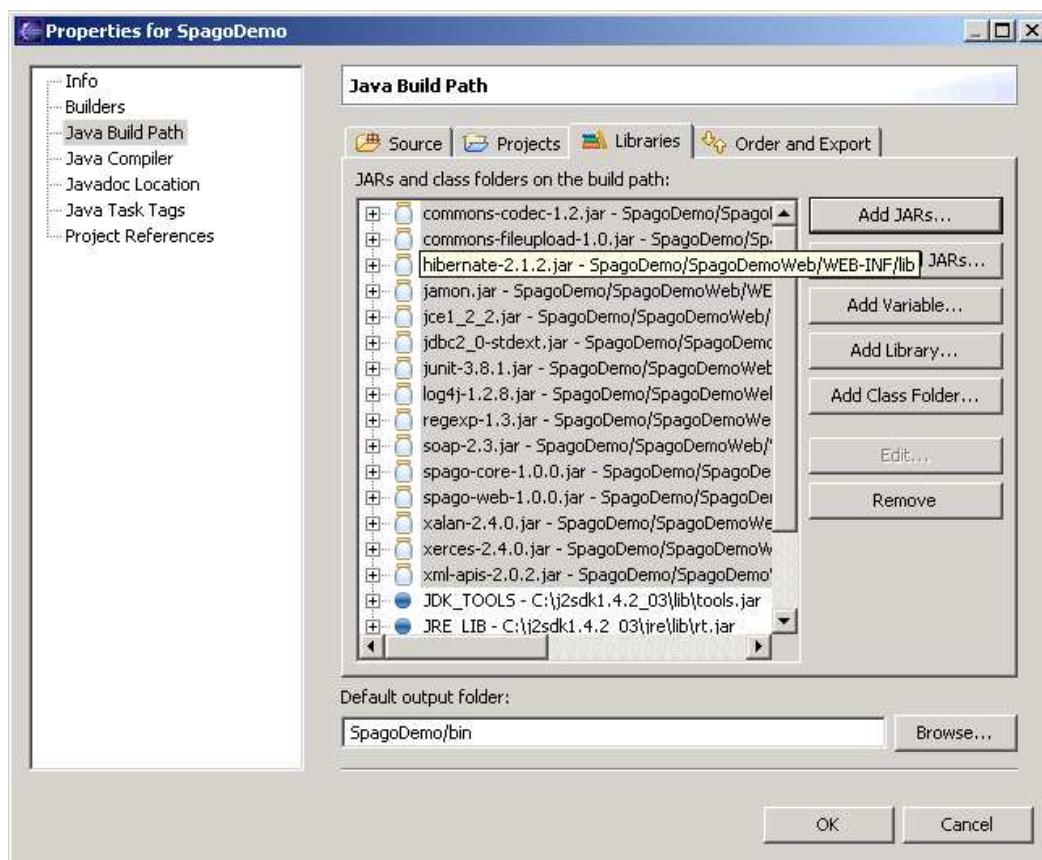 Properties for SpagoDemo
Info
Builders
Java Build Path
Java Compiler
Javadoc Location
Java Task Tags
Project References
Java Build Path
Source
Projects
Libraries
Order and Export
JARs and class folders on the build path:
commons-codec-1.2.jar - SpagoDemo/Spago
commons-fileupload-1.0.jar - SpagoDemo/Sp
hibernate-2.1.2.jar - SpagoDemo/SpagoDemoWeb/WEB-INF/lib
jamon.jar - SpagoDemo/SpagoDemoWeb/WE
jce1_2_2.jar - SpagoDemo/SpagoDemoWeb/
jdbc2_0-stdext.jar - SpagoDemo/SpagoDemo
junit-3.8.1.jar - SpagoDemo/SpagoDemoWeb
log4j-1.2.8.jar - SpagoDemo/SpagoDemoWeb
regexp-1.3.jar - SpagoDemo/SpagoDemoWe
soap-2.3.jar - SpagoDemo/SpagoDemoWeb/
spago-core-1.0.0.jar - SpagoDemo/SpagoDe
spago-web-1.0.0.jar - SpagoDemo/SpagoDe
xalan-2.4.0.jar - SpagoDemo/SpagoDemoWe
xerces-2.4.0.jar - SpagoDemo/SpagoDemoW
xml-apis-2.0.2.jar - SpagoDemo/SpagoDemo
JDK_TOOLS - C:\j2sdk1.4.2_03\lib\tools.jar
JRE_LIB - C:\j2sdk1.4.2_03\jre\lib\rt.jar
Add JARs...
JARs...
Add Variable...
Add Library...
Add Class Folder...
Edit...
Remove
Default output folder:
SpagoDemo/bin
Browse...
OK
Cancel